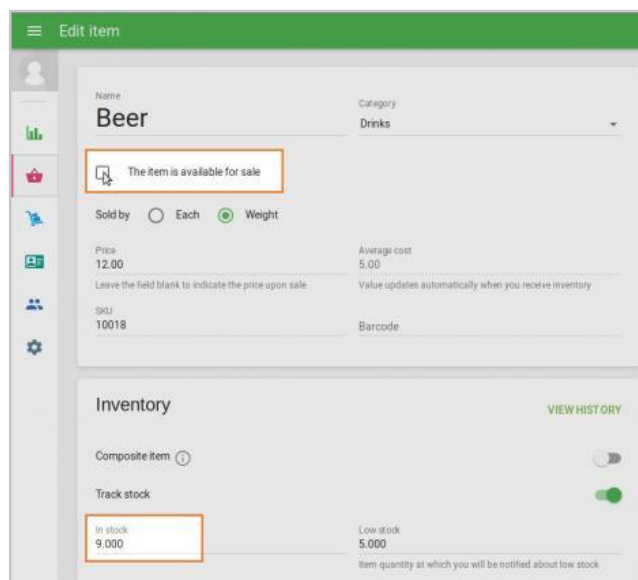 Edit item
Name
Beer
Category
Drinks
The item is available for sale
Sold by Each Weight
Price
12.00
Leave the field blank to indicate the price upon sale
Average cost
5.00
Value updates automatically when you receive inventory
SKU
10018
Barcode
Inventory
VIEW HISTORY
Composite item
Track stock
In stock
9.000
Low stock
5.000
Item quantity at which you will be notified about low stock